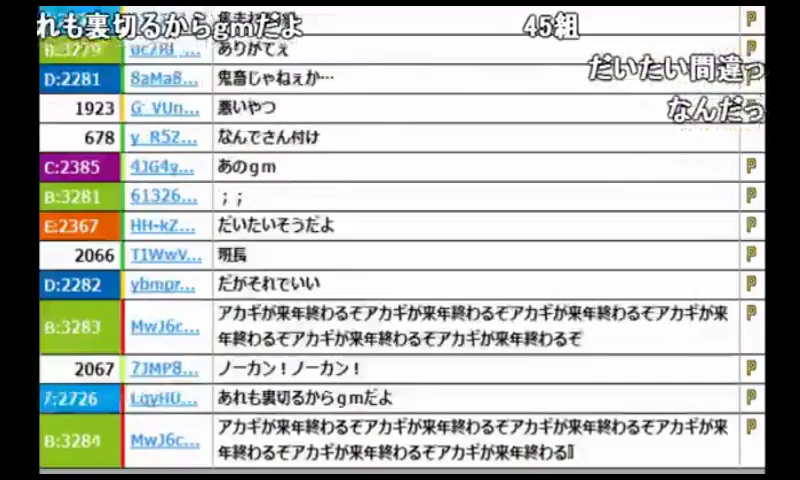 れも裏切るからgmだよ
45組
B:3279 ありがてぇ P
だいたい間違っ
D:2281 8aMa8... 鬼畜じゃねぇか…
なんだっ
1923 G_VUn... 悪いやつ
678 y_R5Z... なんでさん付け
C:2385 4JG4y... あのgm P
B:3281 61326... ；； P
E:2367 HH-kZ... だいたいそうだよ P
2066 T1WwV... 班長 P
D:2282 ybmpr... だがそれでいい P
B:3283 MwJ6c... アカギが来年終わるぞアカギが来年終わるぞアカギが来年終わるぞアカギが来 P
年終わるぞアカギが来年終わるぞアカギが来年終わるぞ
2067 7JMP8... ノーカン！ノーカン！ P
7:2726 LqyHU... あれも裏切るからgmだよ P
B:3284 MwJ6c... アカギが来年終わるぞアカギが来年終わるぞアカギが来年終わるぞアカギが来 P
年終わるぞアカギが来年終わるぞアカギが来年終わる